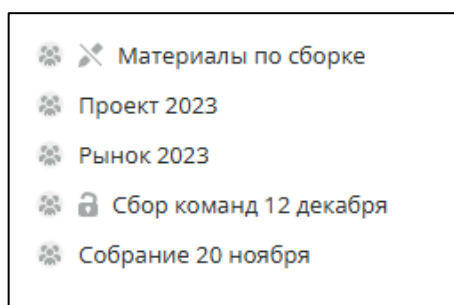 Материалы по сборке
Проект 2023
Рынок 2023
Сбор команд 12 декабря
Собрание 20 ноября